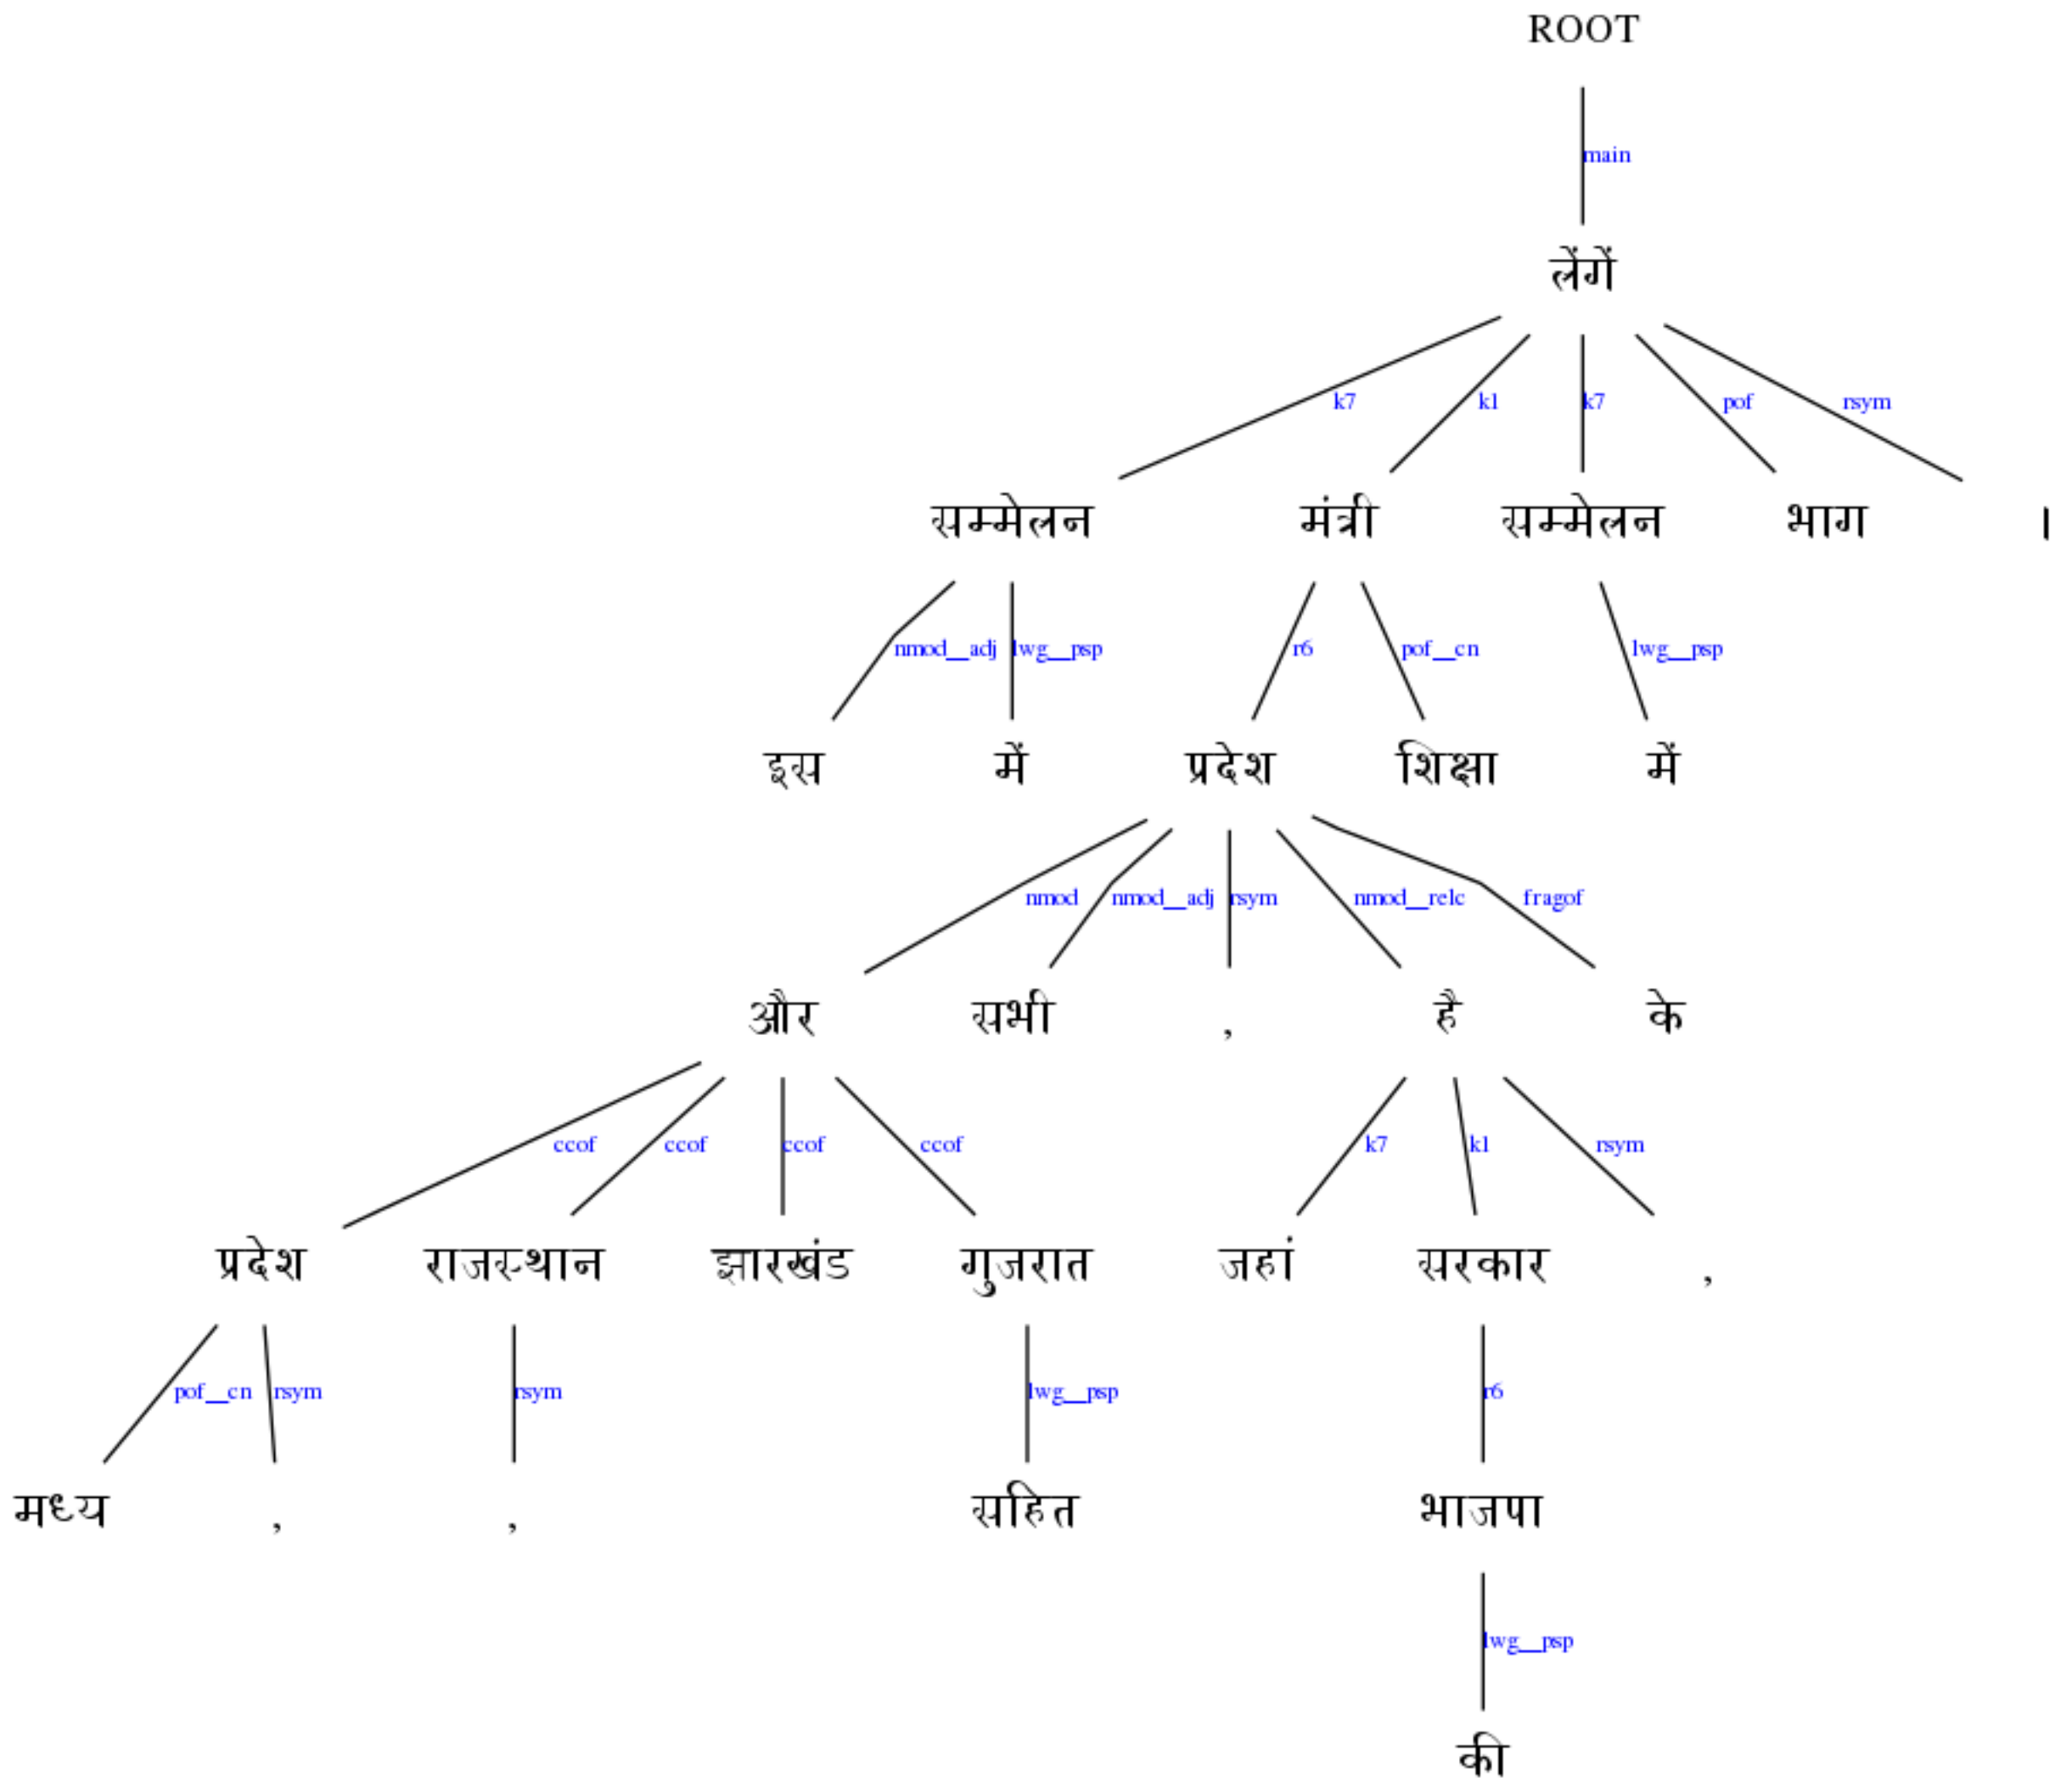 ROOT
main
लेंगें
k7 k1 k7 pof rsym
सम्मेलन मंत्री सम्मेलन भाग ।
nmod__adj lwg__psp r6 pof__cn lwg__psp
इस में प्रदेश शिक्षा में
nmod nmod__adj rsym nmod__relc fragof
और सभी , है के
ccof ccof ccof ccof k7 k1 rsym
प्रदेश राजस्थान झारखंड गुजरात जहां सरकार ,
pof__cn rsym rsym lwg__psp r6
मध्य , , सहित भाजपा
lwg__psp
की